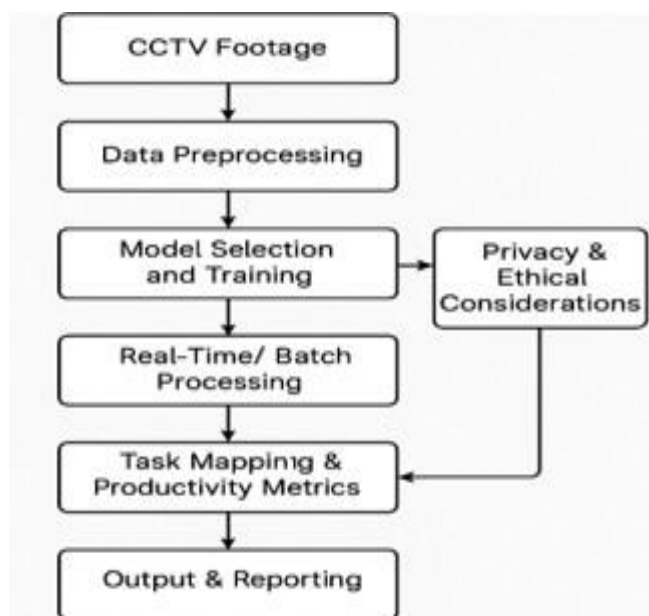 CCTV Footage
Data Preprocessing
Model Selection
and Training
Privacy &
Ethical
Considerations
Real-Time/ Batch
Processing
Task Mapping &
Productivity Metrics
Output & Reporting